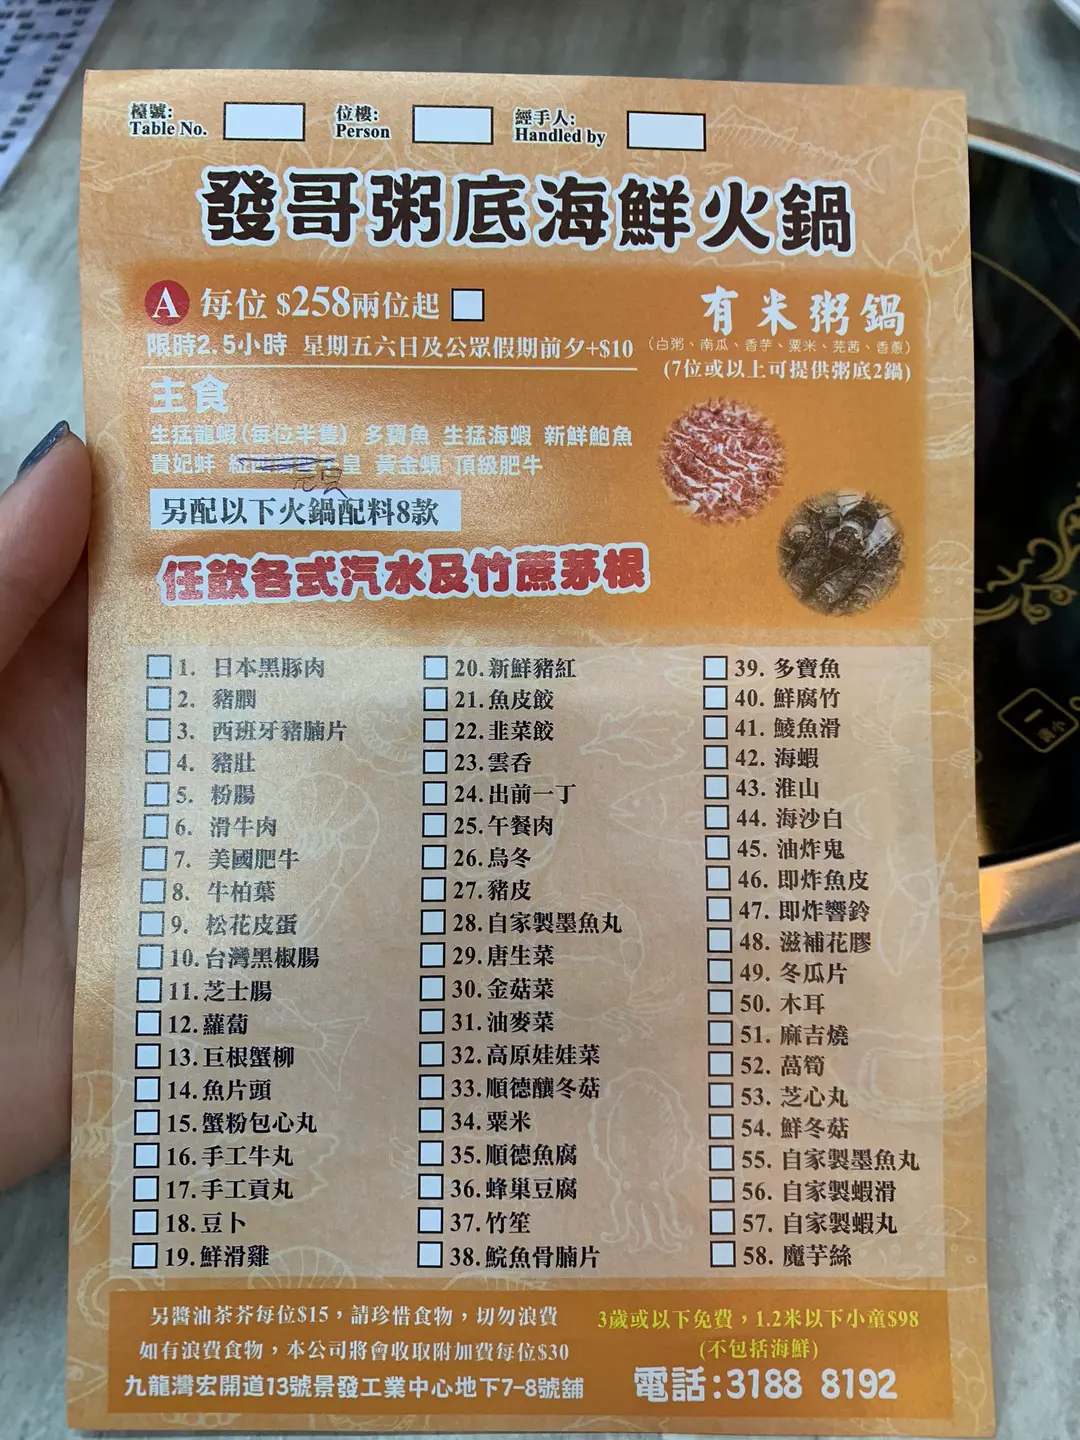 檯號:
Table No.
位樓:
Person
經手人:
Handled by
發哥粥底海鮮火鍋
A 每位 $258兩位起
限時2.5小時 星期五六日及公眾假期前夕+$10
有米粥鍋
(白粥、南瓜、香芋、粟米、芫茜、香蔥)
(7位或以上可提供粥底2鍋)
主食
生猛龍蝦(每位半隻) 多寶魚 生猛海蝦 新鮮鮑魚
貴妃蚌 皇 黃金蜆 頂級肥牛
另配以下火鍋配料8款
任飲各式汽水及竹蔗茅根
1. 日本黑豚肉
2. 豬膶
3. 西班牙豬腩片
4. 豬肚
5. 粉腸
6. 滑牛肉
7. 美國肥牛
8. 牛柏葉
9. 松花皮蛋
10. 台灣黑椒腸
11. 芝士腸
12. 蘿蔔
13. 巨根蟹柳
14. 魚片頭
15. 蟹粉包心丸
16. 手工牛丸
17. 手工貢丸
18. 豆卜
19. 鮮滑雞
20. 新鮮豬紅
21. 魚皮餃
22. 韭菜餃
23. 雲吞
24. 出前一丁
25. 午餐肉
26. 烏冬
27. 豬皮
28. 自家製墨魚丸
29. 唐生菜
30. 金菇菜
31. 油麥菜
32. 高原娃娃菜
33. 順德釀冬菇
34. 粟米
35. 順德魚腐
36. 蜂巢豆腐
37. 竹笙
38. 鯇魚骨腩片
39. 多寶魚
40. 鮮腐竹
41. 鯪魚滑
42. 海蝦
43. 淮山
44. 海沙白
45. 油炸鬼
46. 即炸魚皮
47. 即炸響鈴
48. 滋補花膠
49. 冬瓜片
50. 木耳
51. 麻吉燒
52. 萵筍
53. 芝心丸
54. 鮮冬菇
55. 自家製墨魚丸
56. 自家製蝦滑
57. 自家製蝦丸
58. 魔芋絲
另醬油茶芥每位$15，請珍惜食物，切勿浪費
如有浪費食物，本公司將會收取附加費每位$30
九龍灣宏開道13號景發工業中心地下7-8號舖
3歲或以下免費，1.2米以下小童$98
(不包括海鮮)
電話:3188 8192